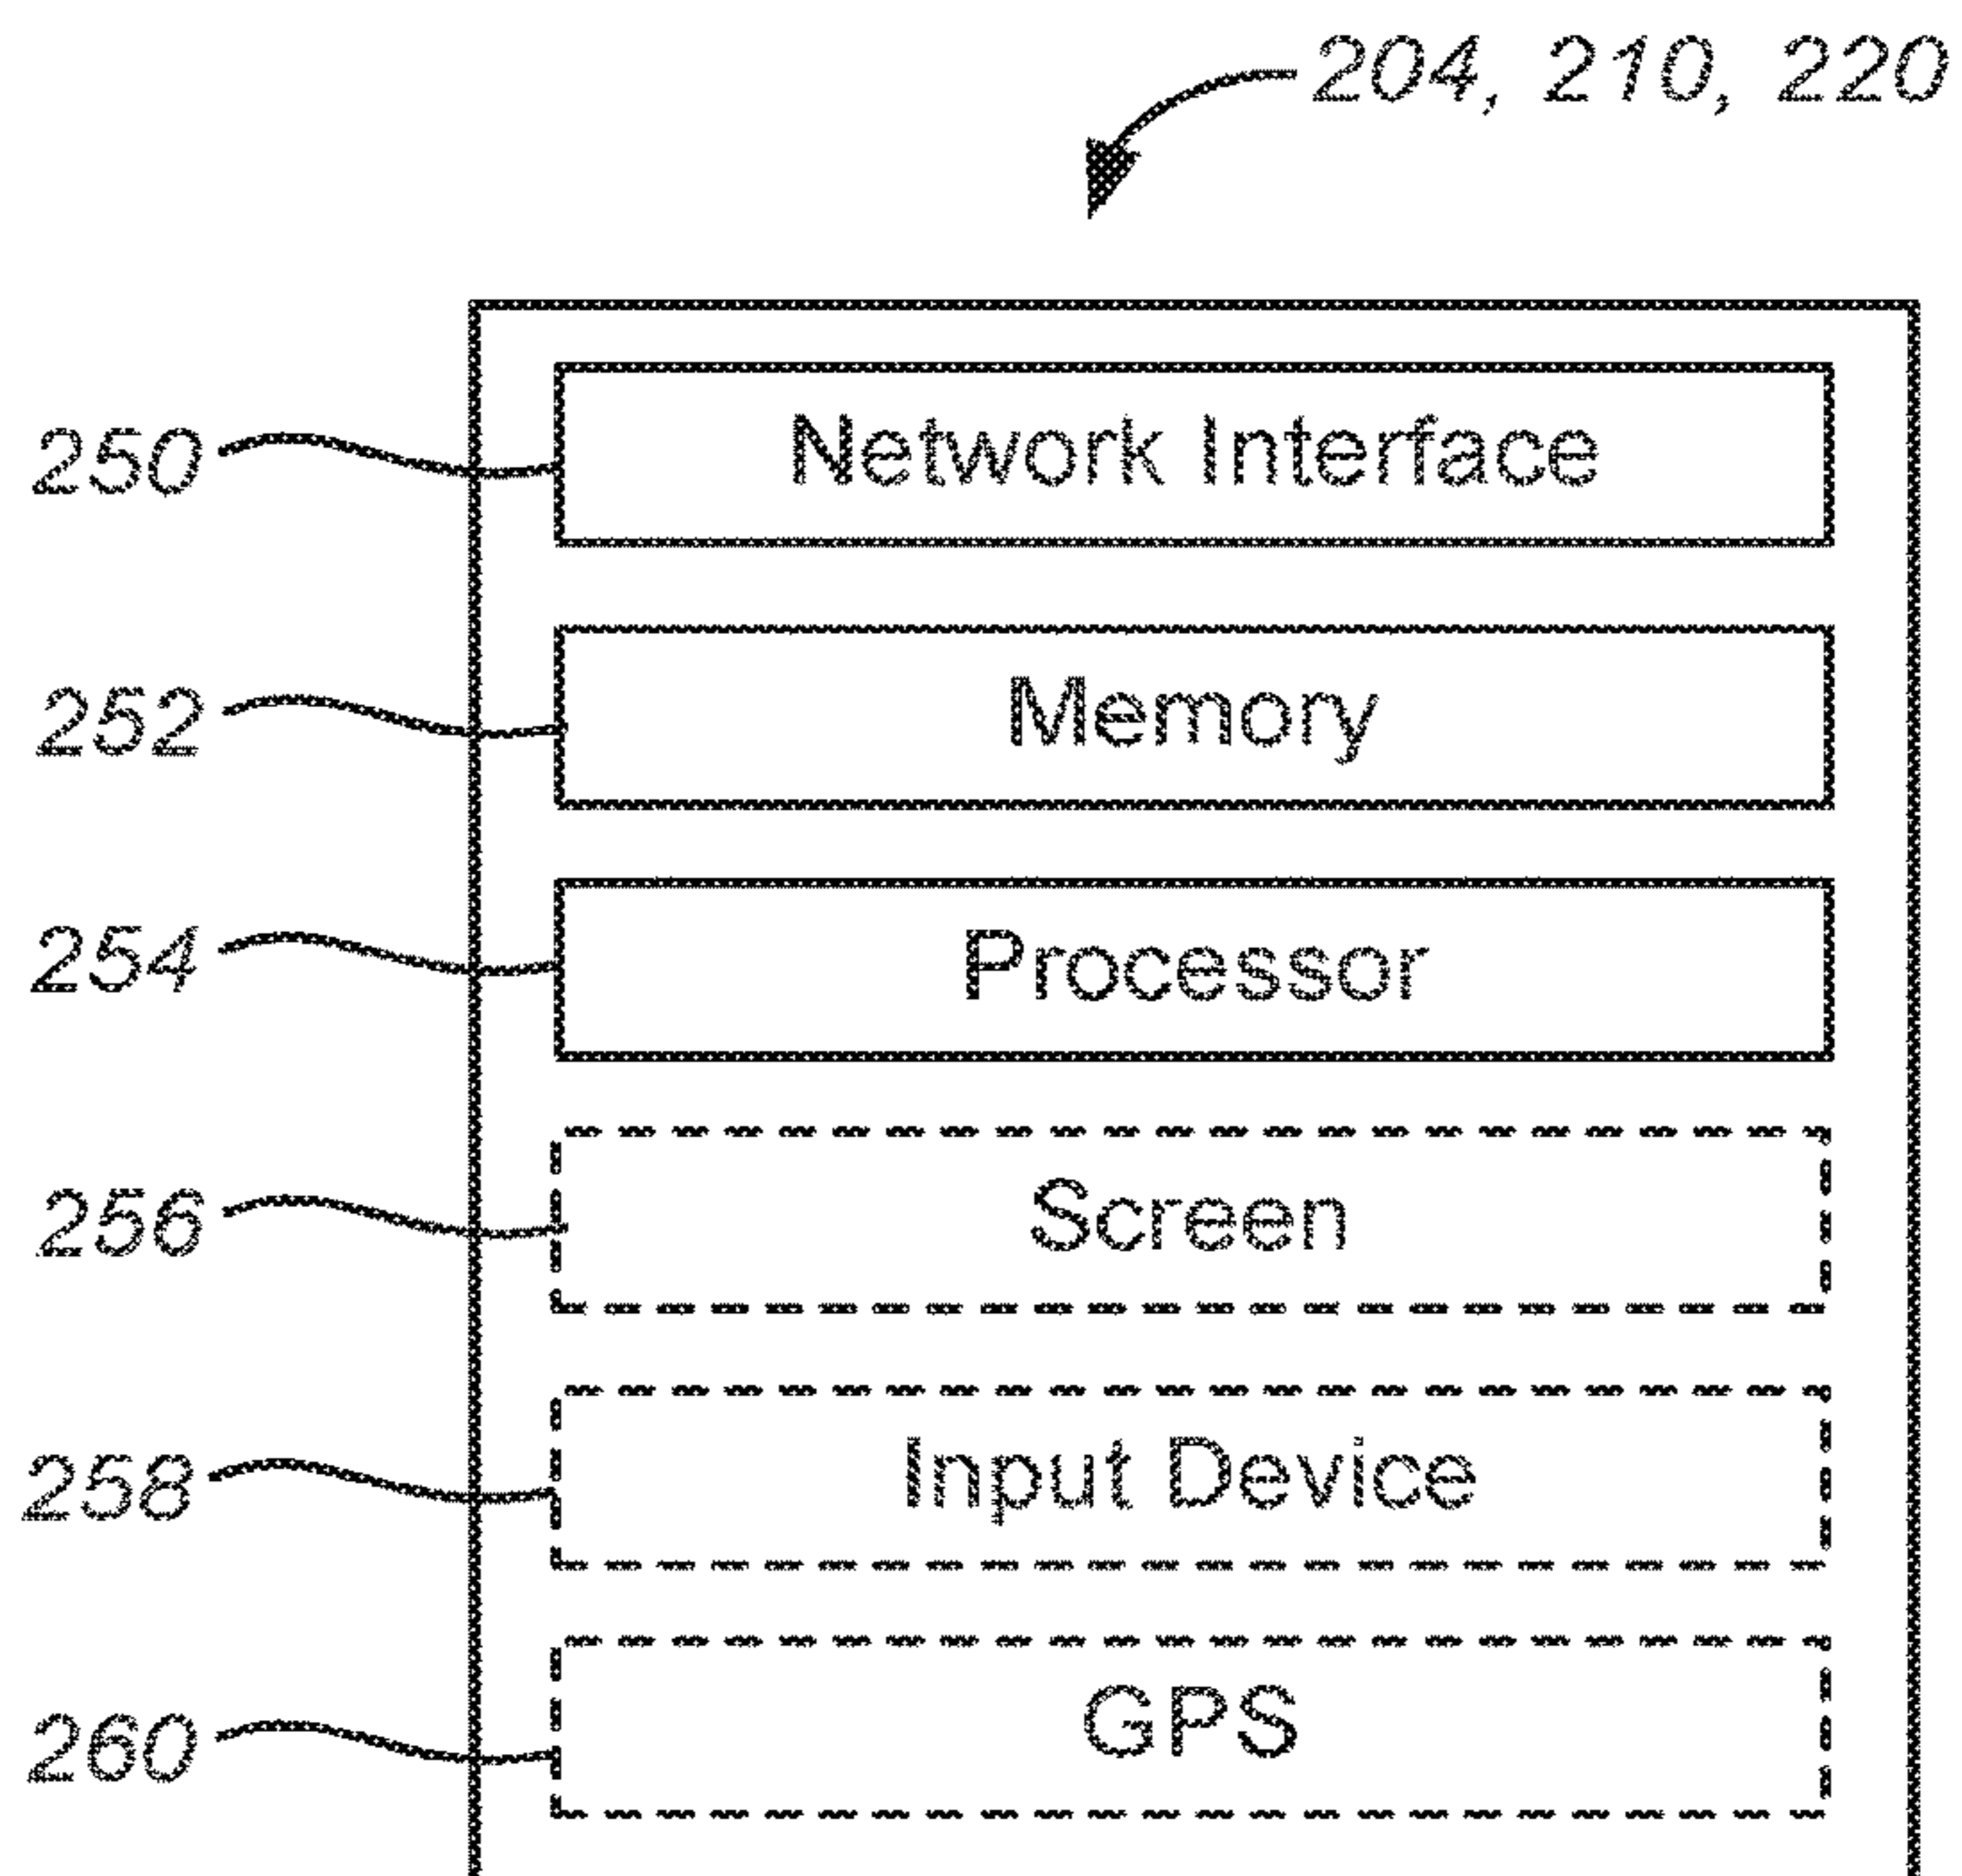 204, 210, 220
250 Network Interface
252 Memory
254 Processor
256 Screen
258 Input Device
260 GPS